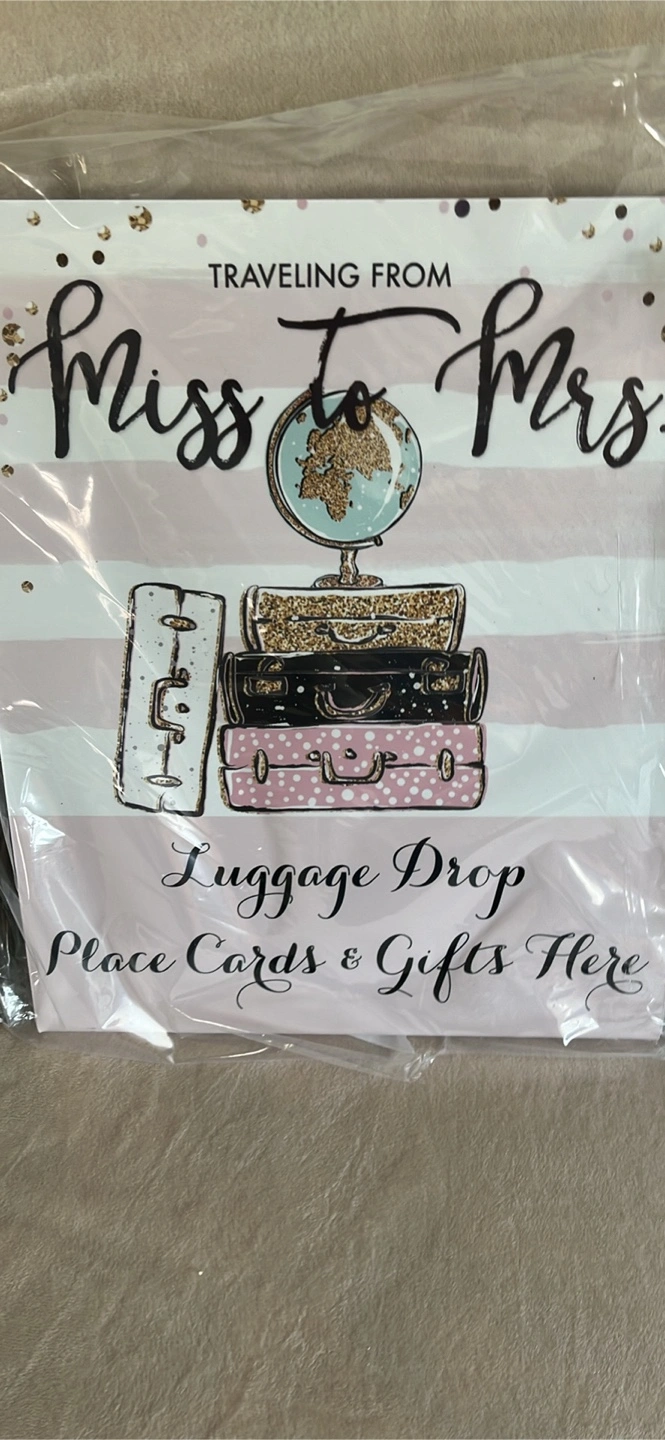 TRAVELING FROM
Miss to Mrs.
Luggage Drop
Place Cards & Gifts Here